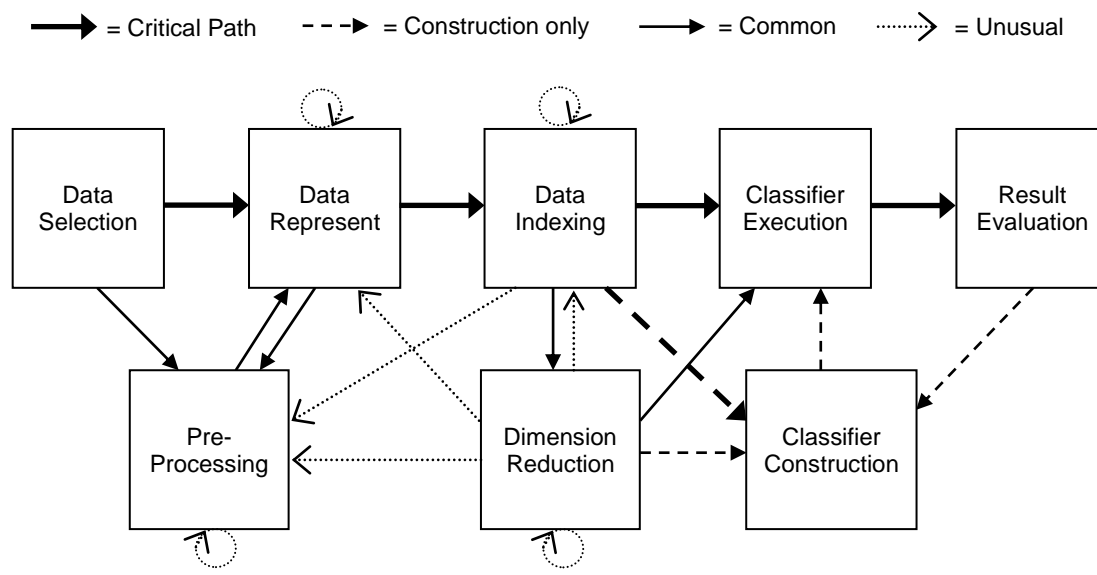 = Critical Path = Construction only = Common = Unusual
Data
Selection
Data
Represent
Data
Indexing
Classifier
Execution
Result
Evaluation
Pre-
Processing
Dimension
Reduction
Classifier
Construction